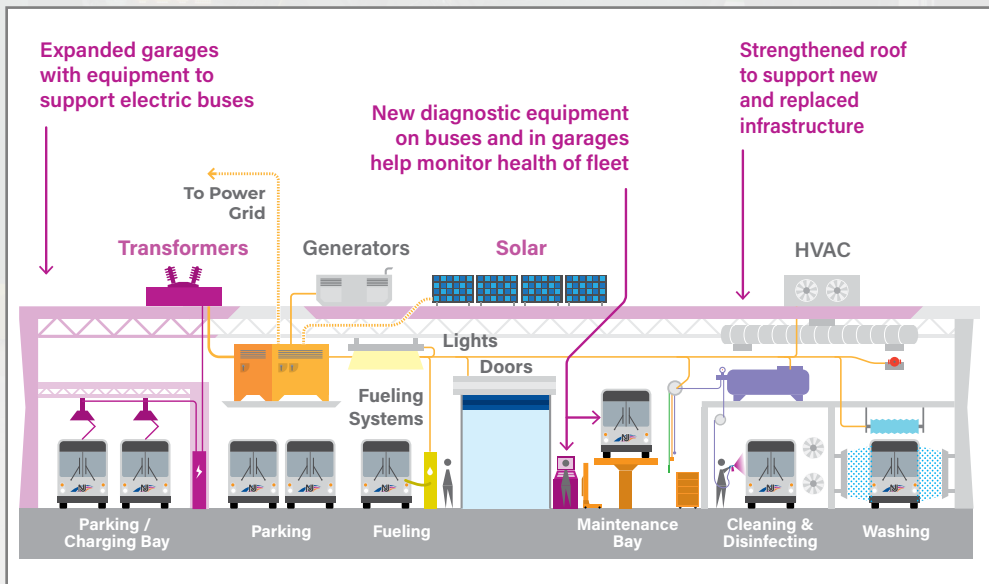 Expanded garages
with equipment to
support electric buses
New diagnostic equipment
on buses and in garages
help monitor health of fleet
Strengthened roof
to support new
and replaced
infrastructure
To Power
Grid
Transformers
Generators
Solar
HVAC
Lights
Doors
Fueling
Systems
Parking /
Charging Bay
Parking
Fueling
Maintenance
Bay
Cleaning &
Disinfecting
Washing